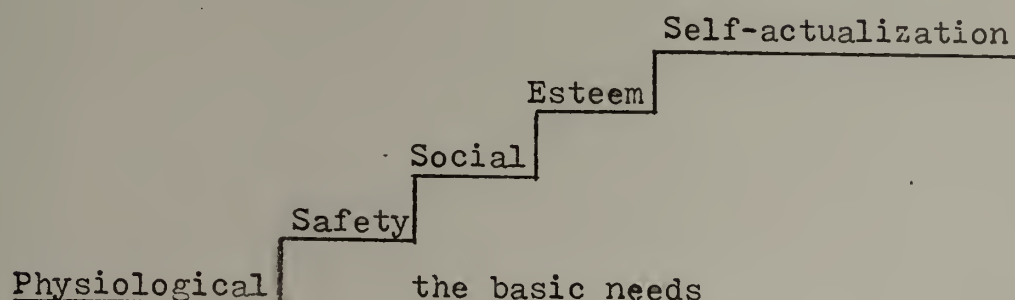 Self-actualization
Esteem
Social
Safety
Physiological the basic needs